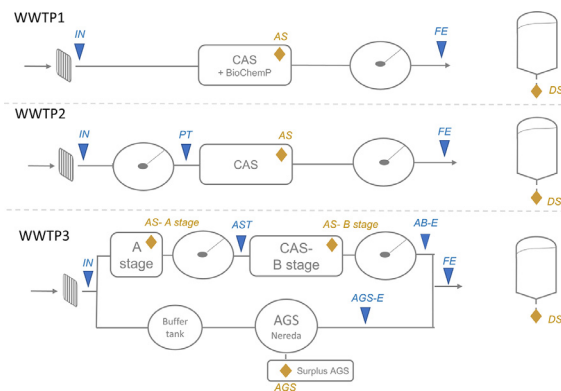 WWTP1
IN
AS
FE
CAS
+ BioChemP
DS
WWTP2
IN
PT
AS
FE
CAS
DS
WWTP3
AS- A stage
AST
AS- B stage
AB-E
IN
A
stage
CAS-
B stage
FE
AGS-E
Buffer
tank
AGS
Nereda
DS
Surplus AGS
AGS